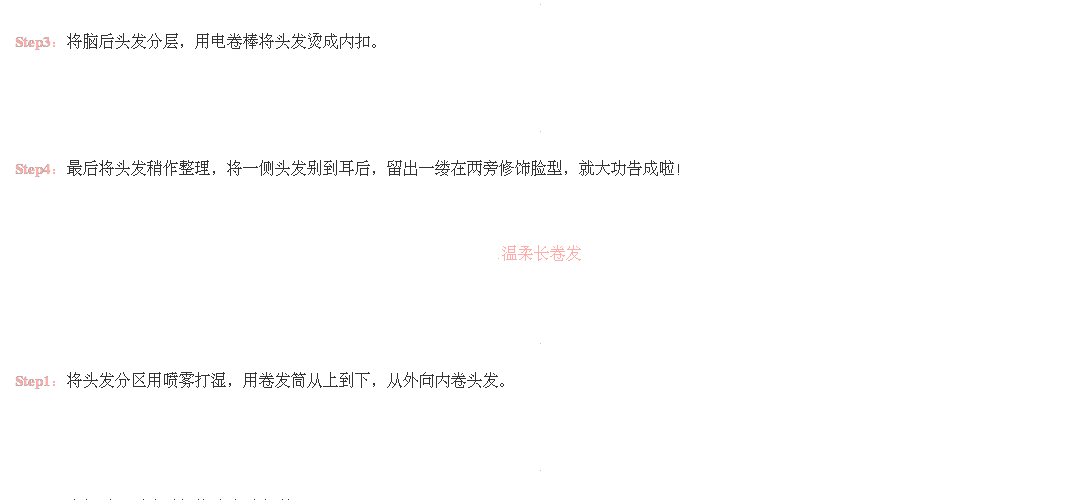 Step3：将脑后头发分层，用电卷棒将头发烫成内扣。
Step4：最后将头发稍作整理，将一侧头发别到耳后，留出一缕在两旁修饰脸型，就大功告成啦！
温柔长卷发
Step1：将头发分区用喷雾打湿，用卷发筒从上到下，从外向内卷头发。